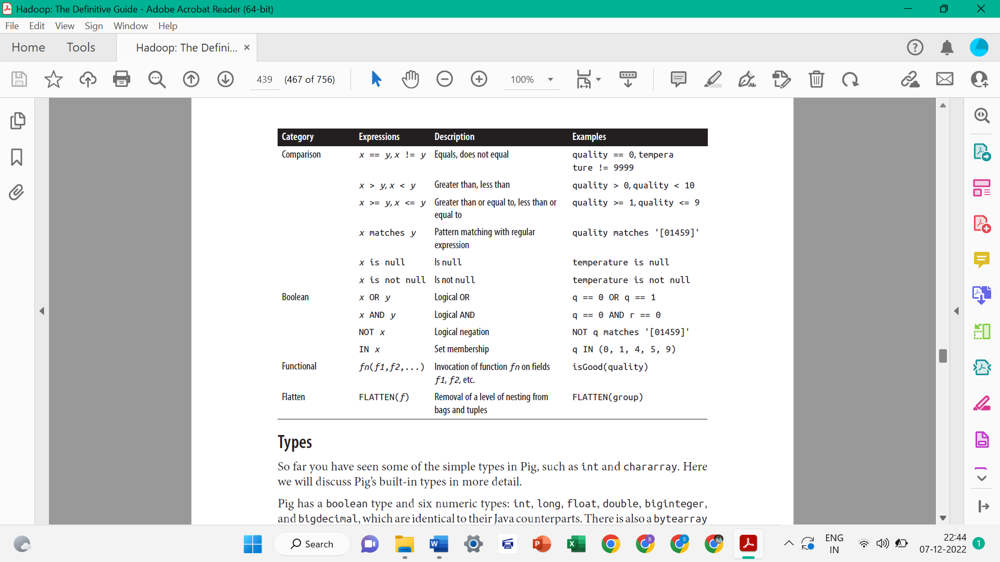 Hadoop: The Definitive Guide - Adobe Acrobat Reader (64-bit)
File Edit View Sign Window Help
Home Tools Hadoop: The Defini... ×
439 (467 of 756) 100%
Category Expressions Description Examples
Comparison x == y, x != y Equals, does not equal quality == 0, tempera
ture != 9999
x > y, x < y Greater than, less than quality > 0, quality < 10
x >= y, x <= y Greater than or equal to, less than or quality >= 1, quality <= 9
equal to
x matches y Pattern matching with regular quality matches '[01459]'
expression
x is null Is null temperature is null
x is not null Is not null temperature is not null
Boolean x OR y Logical OR q == 0 OR q == 1
x AND y Logical AND q == 0 AND r == 0
NOT x Logical negation NOT q matches '[01459]'
IN x Set membership q IN (0, 1, 4, 5, 9)
Functional fn(f1,f2,...) Invocation of function fn on fields isGood(quality)
f1, f2, etc.
Flatten FLATTEN(f) Removal of a level of nesting from FLATTEN(group)
bags and tuples
Types
So far you have seen some of the simple types in Pig, such as int and chararray. Here
we will discuss Pig’s built-in types in more detail.
Pig has a boolean type and six numeric types: int, long, float, double, biginteger,
and bigdecimal, which are identical to their Java counterparts. There is also a bytearray
Search
W P X B S
ENG
IN
22:44
07-12-2022
1